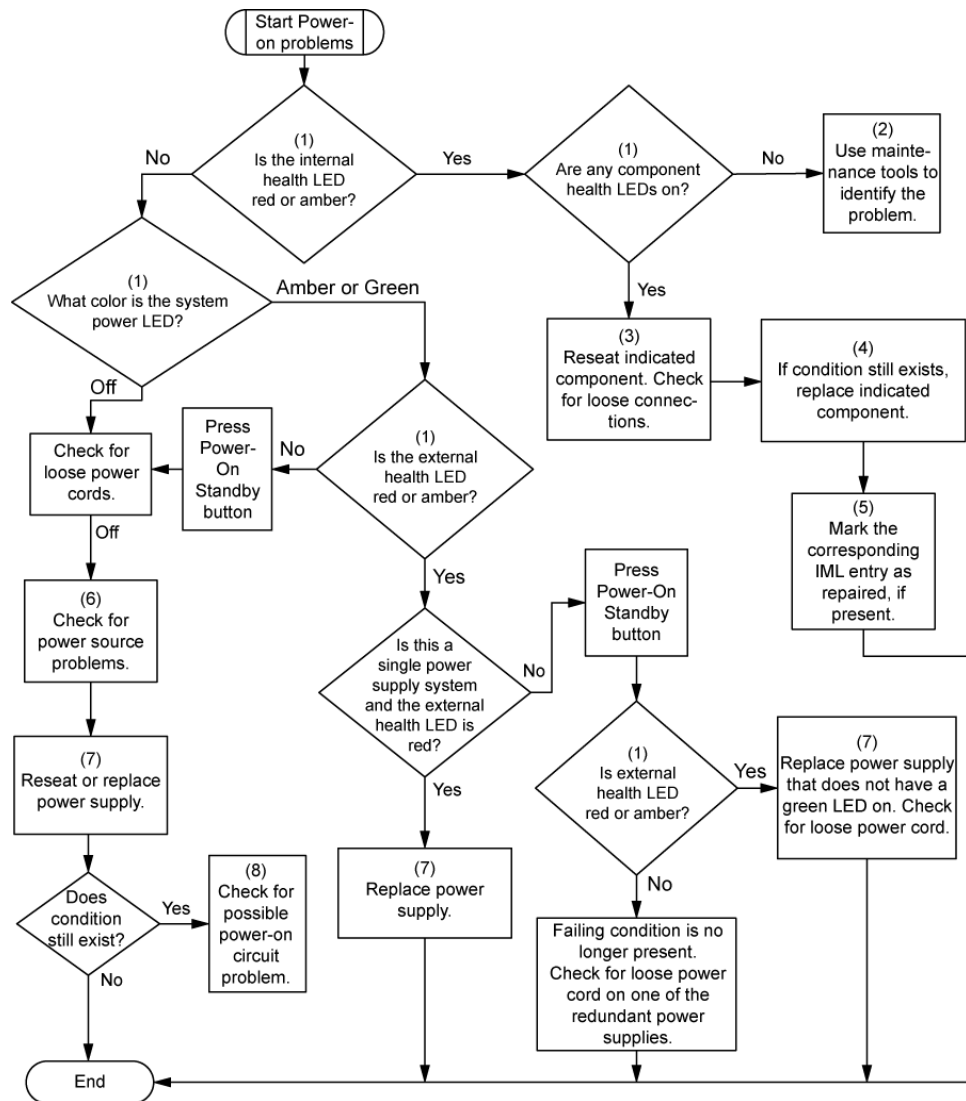 Start Power-
on problems
(1)
Is the internal
health LED
red or amber?
No
Yes
(1)
Are any component
health LEDs on?
No
(2)
Use mainte-
nance tools to
identify the
problem.
(1)
What color is the system
power LED?
Amber or Green
Yes
Off
(3)
Reseat indicated
component. Check
for loose connec-
tions.
(4)
If condition still exists,
replace indicated
component.
Check for
loose power
cords.
Press
Power-
On
Standby
button
No
(1)
Is the external
health LED
red or amber?
(5)
Mark the
corresponding
IML entry as
repaired, if
present.
Off
Yes
(6)
Check for
power source
problems.
Is this a
single power
supply system
and the external
health LED is
red?
No
Press
Power-On
Standby
button
(7)
Reseat or replace
power supply.
Yes
(1)
Is external
health LED
red or amber?
Yes
(7)
Replace power supply
that does not have a
green LED on. Check
for loose power cord.
Does
condition
still exist?
Yes
(8)
Check for
possible
power-on
circuit
problem.
(7)
Replace power
supply.
No
No
Failing condition is no
longer present.
Check for loose power
cord on one of the
redundant power
supplies.
End